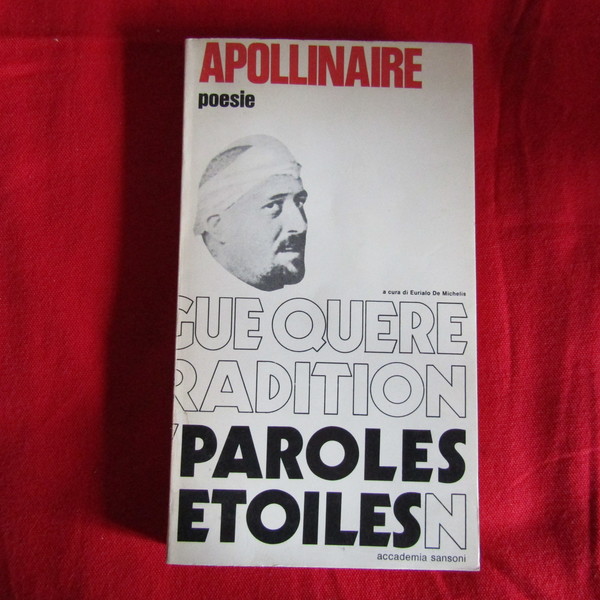 APOLLINAIRE
poesie
a cura di Eurialo De Michelis
GUE QUERE
RADITION
PAROLES
ETOILESN
accademia sansoni